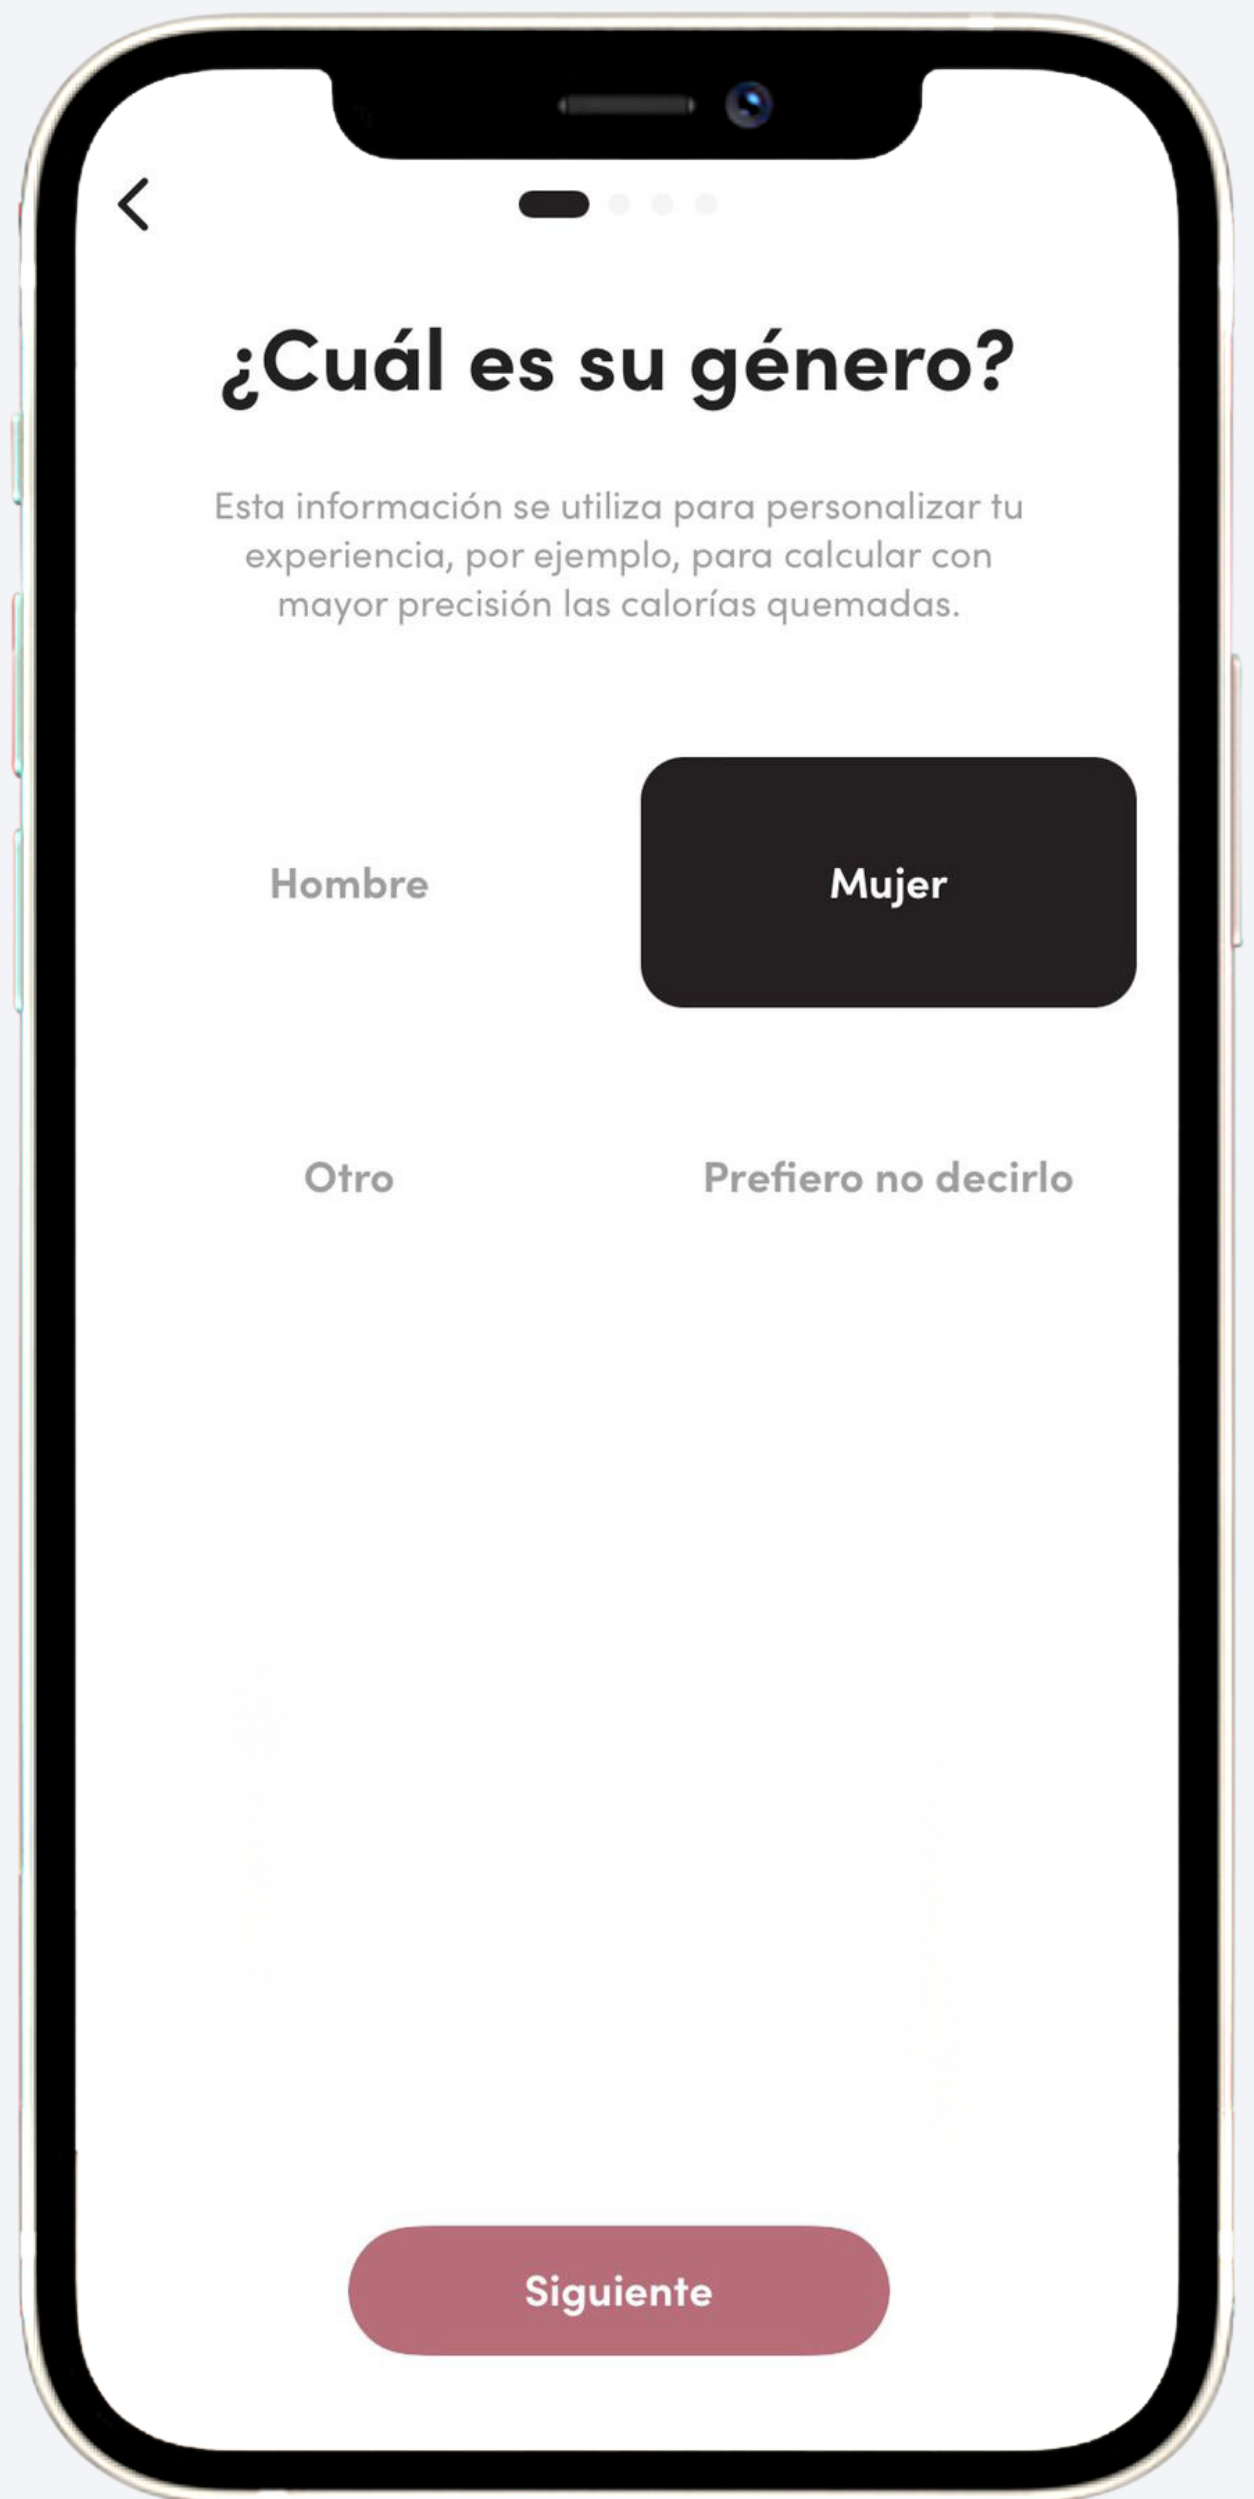 ¿Cuál es su género?
Esta información se utiliza para personalizar tu
experiencia, por ejemplo, para calcular con
mayor precisión las calorías quemadas.
Hombre
Mujer
Otro
Prefiero no decirlo
Siguiente